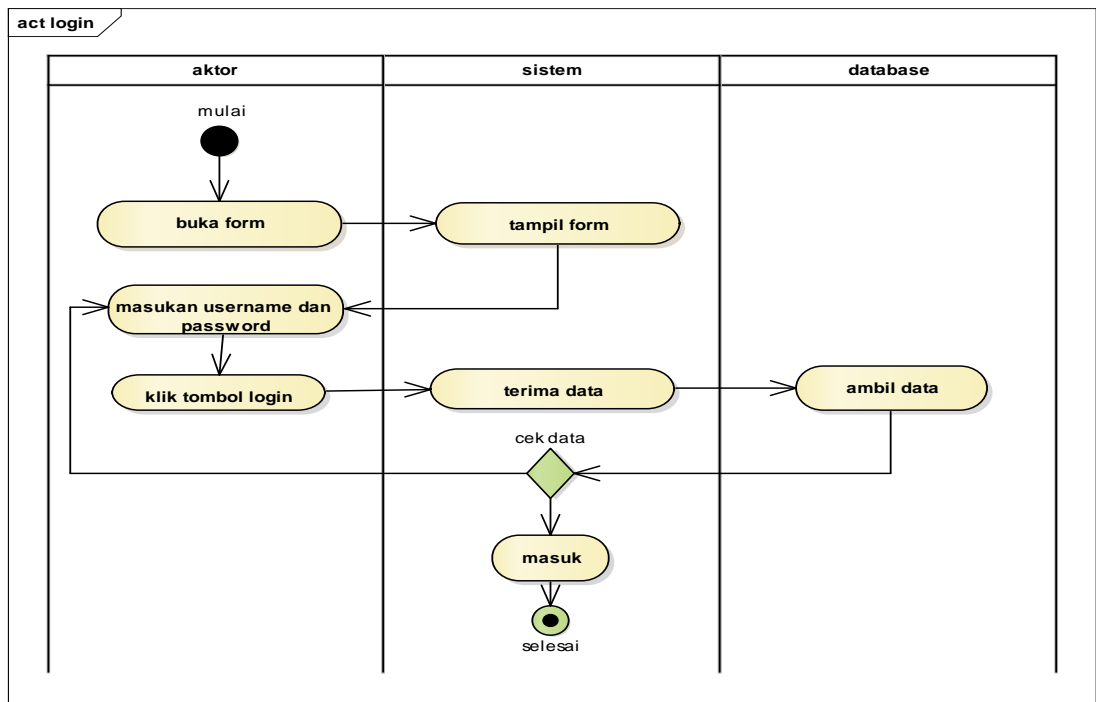 act login
aktor
sistem
database
mulai
buka form
tampil form
masukan username dan
password
klik tombol login
terima data
ambil data
cek data
masuk
selesai